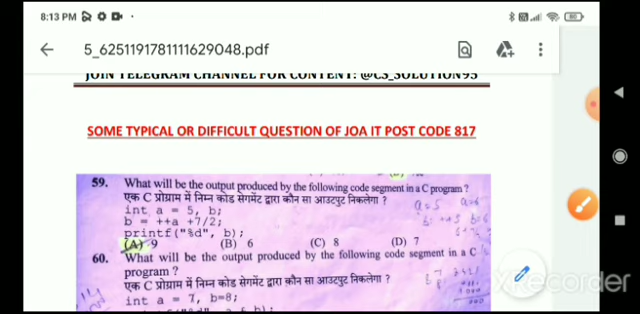 8:13 PM
5_6251191781111629048.pdf
JOIN TELEGRAM CHANNEL FOR CONTENT: @CS_SOLUTION95
SOME TYPICAL OR DIFFICULT QUESTION OF JOA IT POST CODE 817
59. What will be the output produced by the following code segment in a C program ?
एक C प्रोग्राम में निम्न कोड सेगमेंट द्वारा कौन सा आउटपुट निकलेगा ?
int a = 5, b;
b = ++a +7/2;
printf("%d", b);
(A) 9 (B) 6 (C) 8 (D) 7
60. What will be the output produced by the following code segment in a C
program ?
एक C प्रोग्राम में निम्न कोड सेगमेंट द्वारा कौन सा आउटपुट निकलेगा ?
int a = 7, b=8;
a=5 a=6
XRecorder